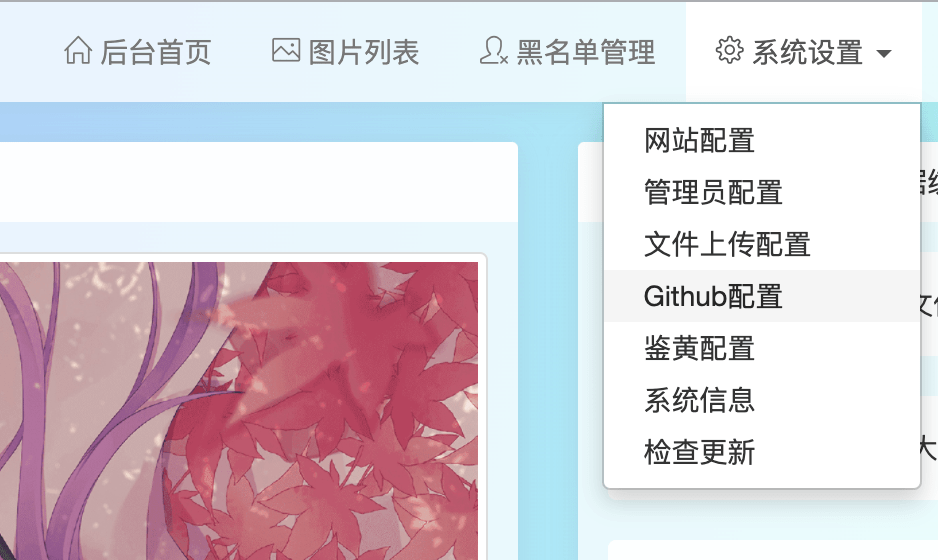 后台首页
图片列表
黑名单管理
系统设置
网站配置
管理员配置
文件上传配置
Github配置
鉴黄配置
系统信息
检查更新
大